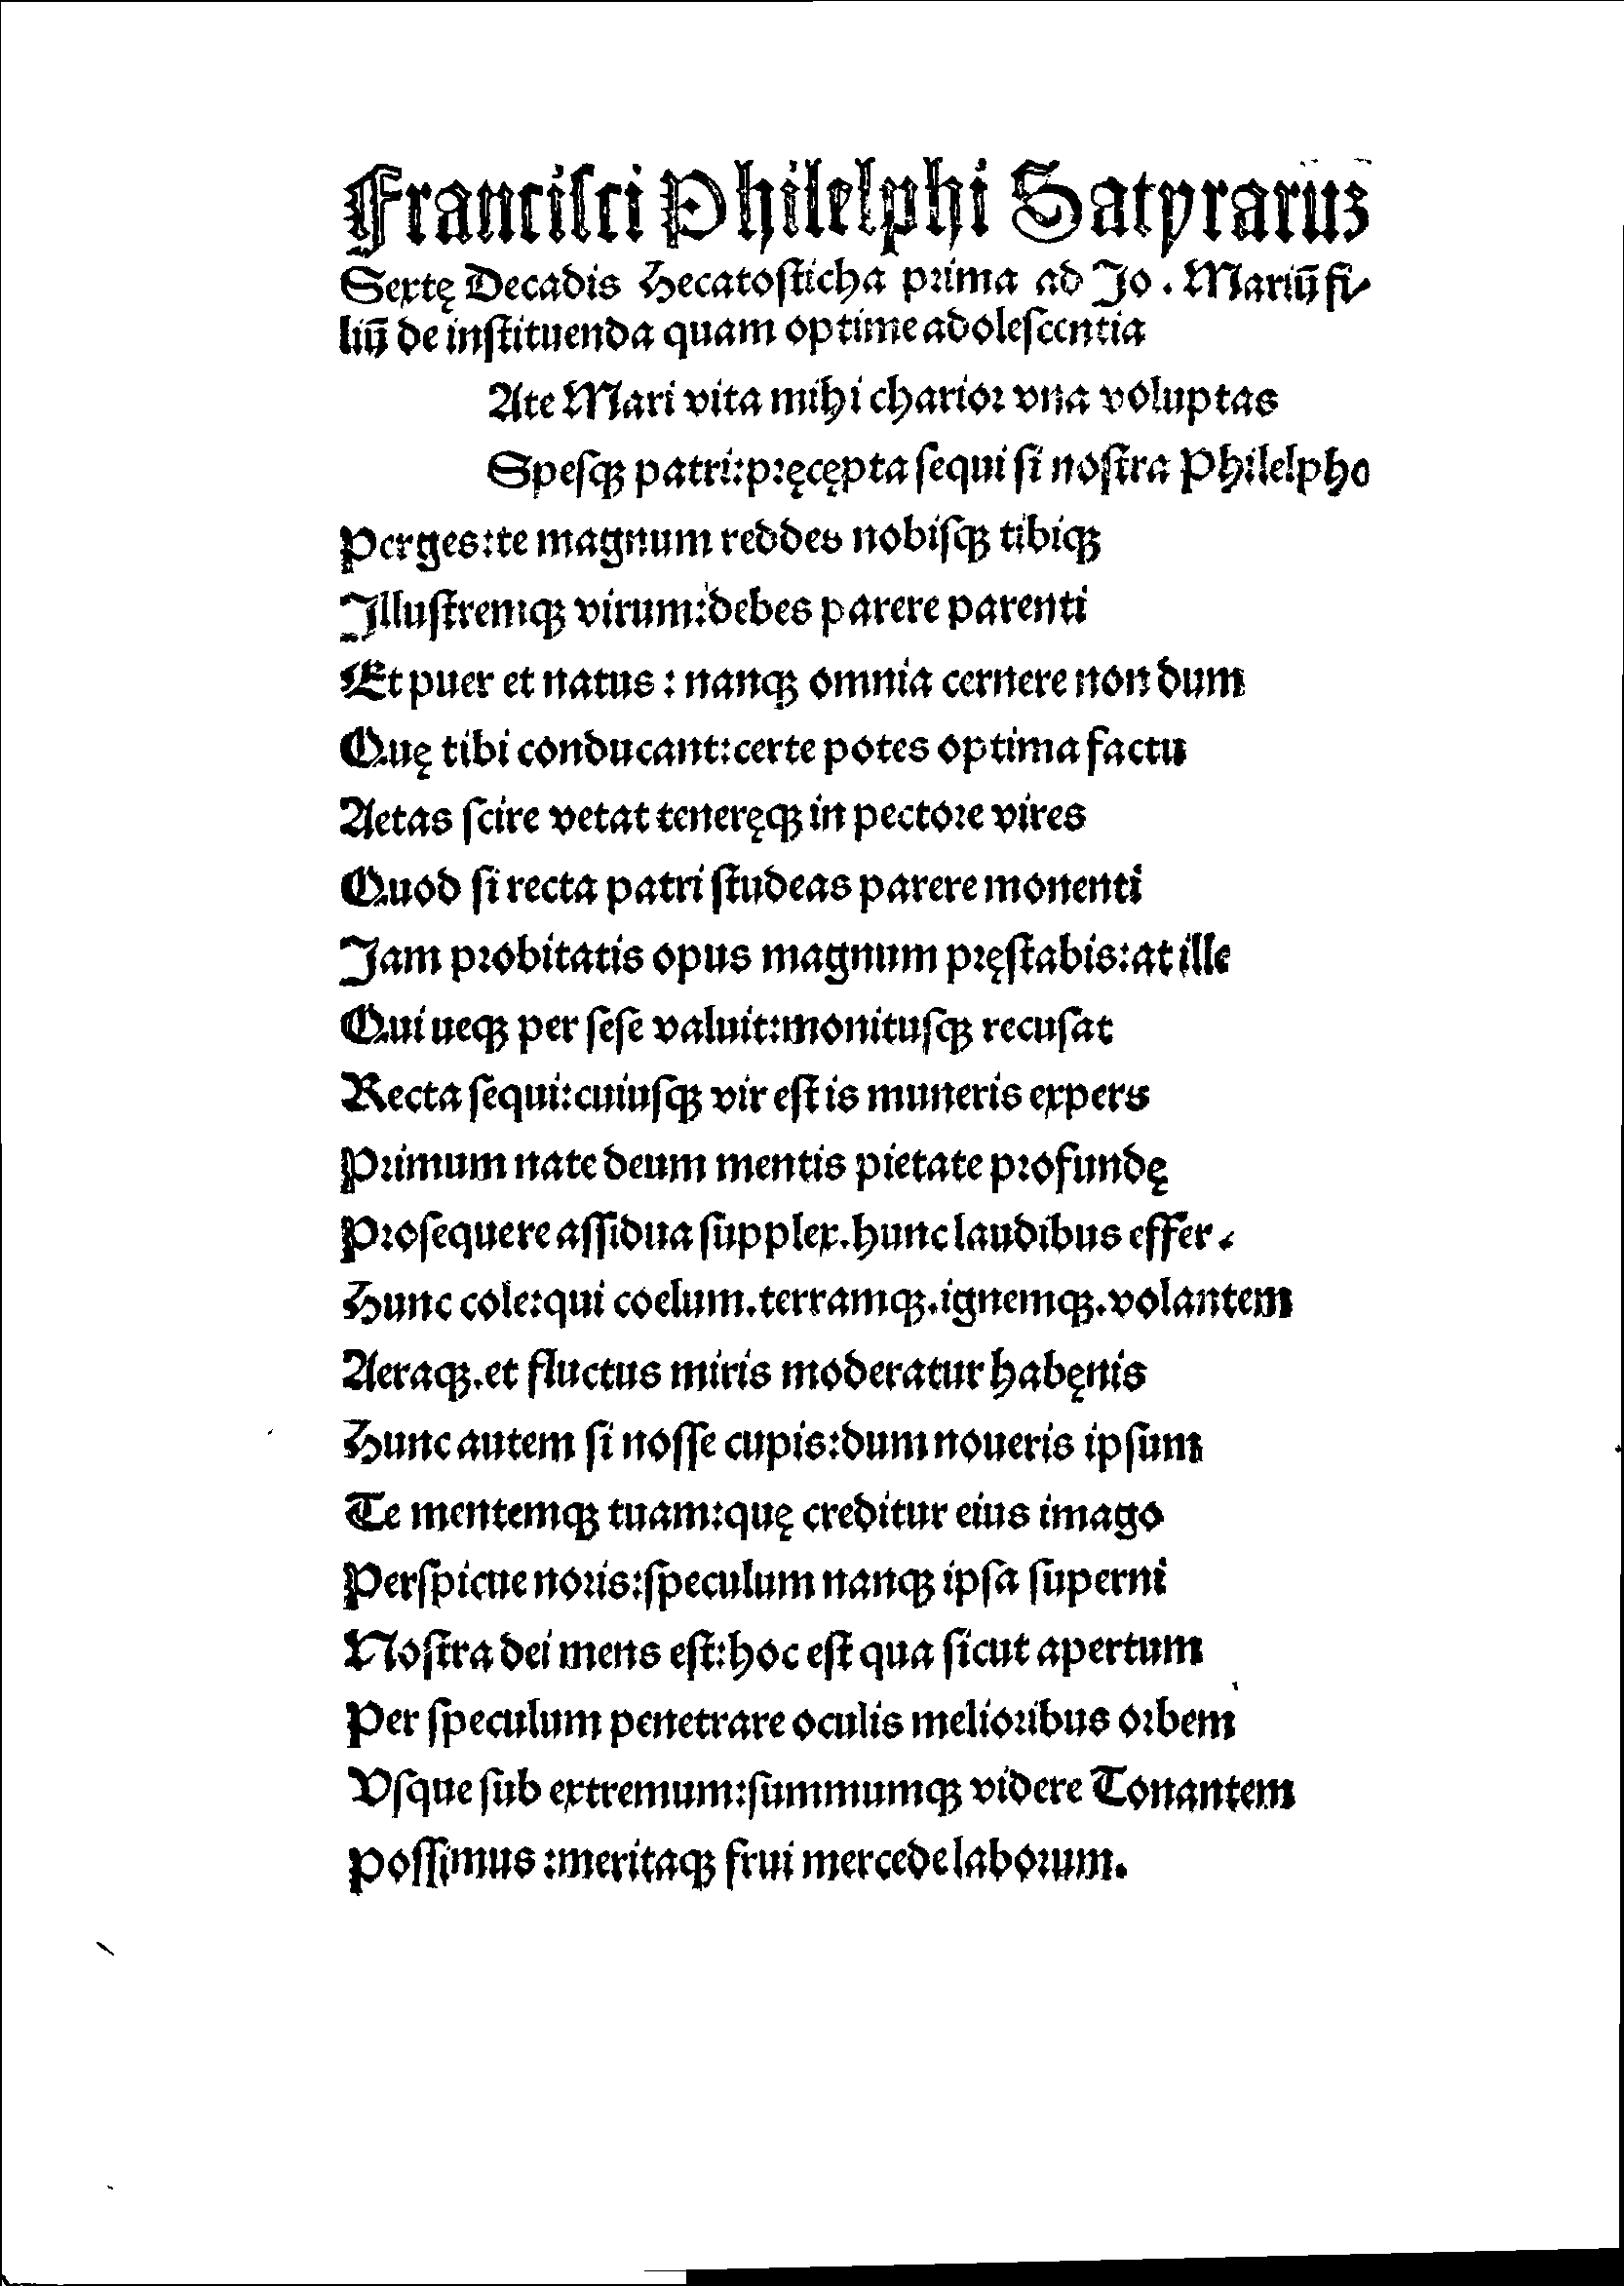 Franciſci Philelphi Satyraruꝫ
Sextę Decadis Hecatoſticha prima ad Jo. Mariū fi-
liū de inſtituenda quam optime adoleſcentia
Ate Mari vita mihi charior vna voluptas
Speſqꝫ patri:pręcępta ſequi ſi noſtra Philelpho
Perges:te magnum reddes nobiſqꝫ tibiqꝫ
Illuſtremqꝫ virum:debes parere parenti
Et puer et natus: nanqꝫ omnia cernere non dum
Quę tibi conducant:certe potes optima factu
Aetas ſcire vetat teneręqꝫ in pectore vires
Quod ſi recta patri ſtudeas parere monenti
Jam probitatis opus magnum pręſtabis:at ille
Qui ueqꝫ per ſeſe valuit:monituſqꝫ recuſat
Recta ſequi:cuiuſqꝫ vir eſt is muneris expers
Primum nate deum mentis pietate profundę
Proſequere aſſidua ſupplex.hunc laudibus effer.
Hunc cole:qui coelum.terramqꝫ.ignemqꝫ.volantem
Aeraqꝫ.et fluctus miris moderatur habęnis
Hunc autem ſi noſſe cupis:dum noueris ipſum
Te mentemqꝫ tuam:quę creditur eius imago
Perſpicue noris:ſpeculum nanqꝫ ipſa ſuperni
Noſtra dei mens eſt:hoc eſt qua ſicut apertum
Per ſpeculum penetrare oculis melioribus orbem
Vſque ſub extremum:ſummumqꝫ videre Tonantem
Poſſimus:meritaqꝫ frui mercede laborum.